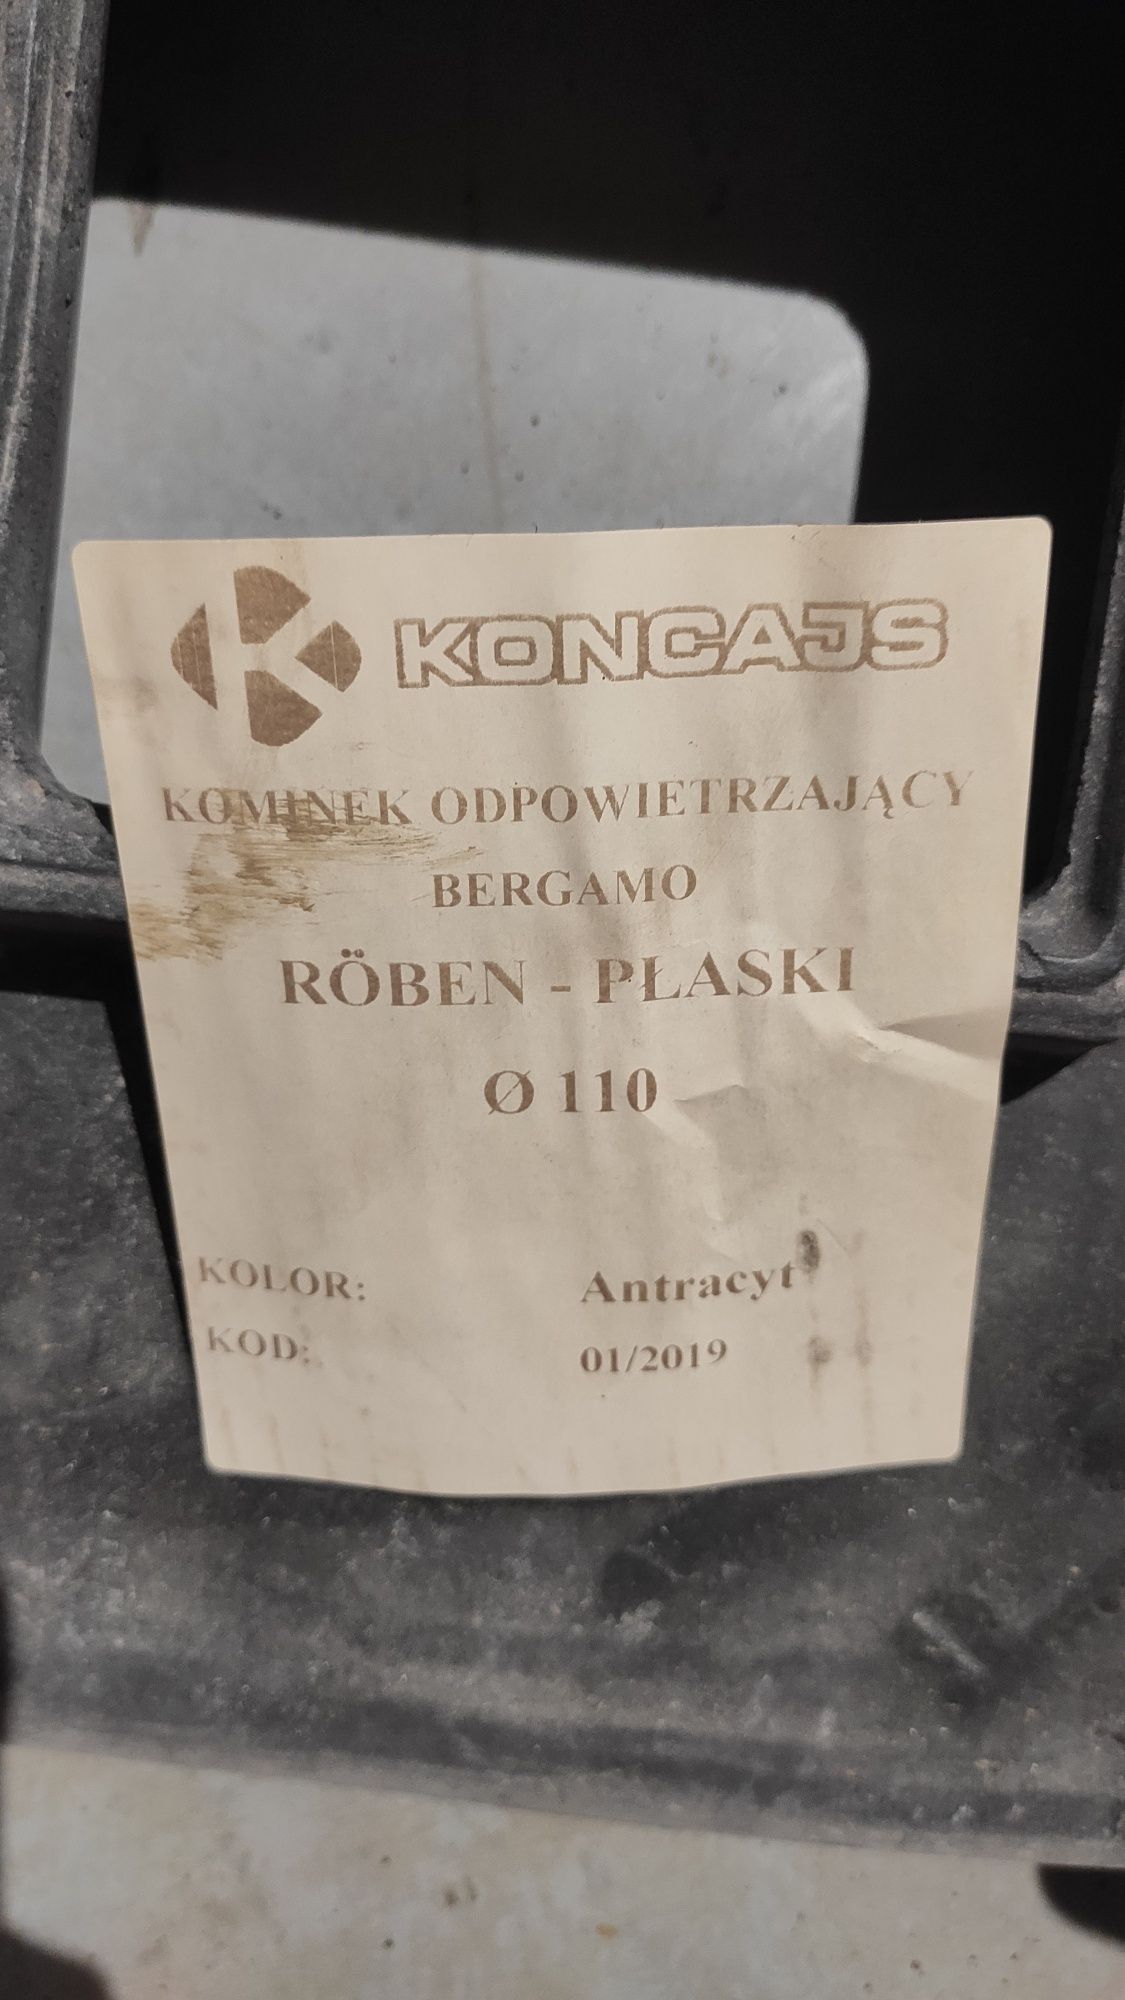 KONCAJS
KOMINEK ODPOWIETRZAJĄCY
BERGAMO
RÖBEN - PŁASKI
Ø 110
KOLOR: Antracyt
KOD: 01/2019